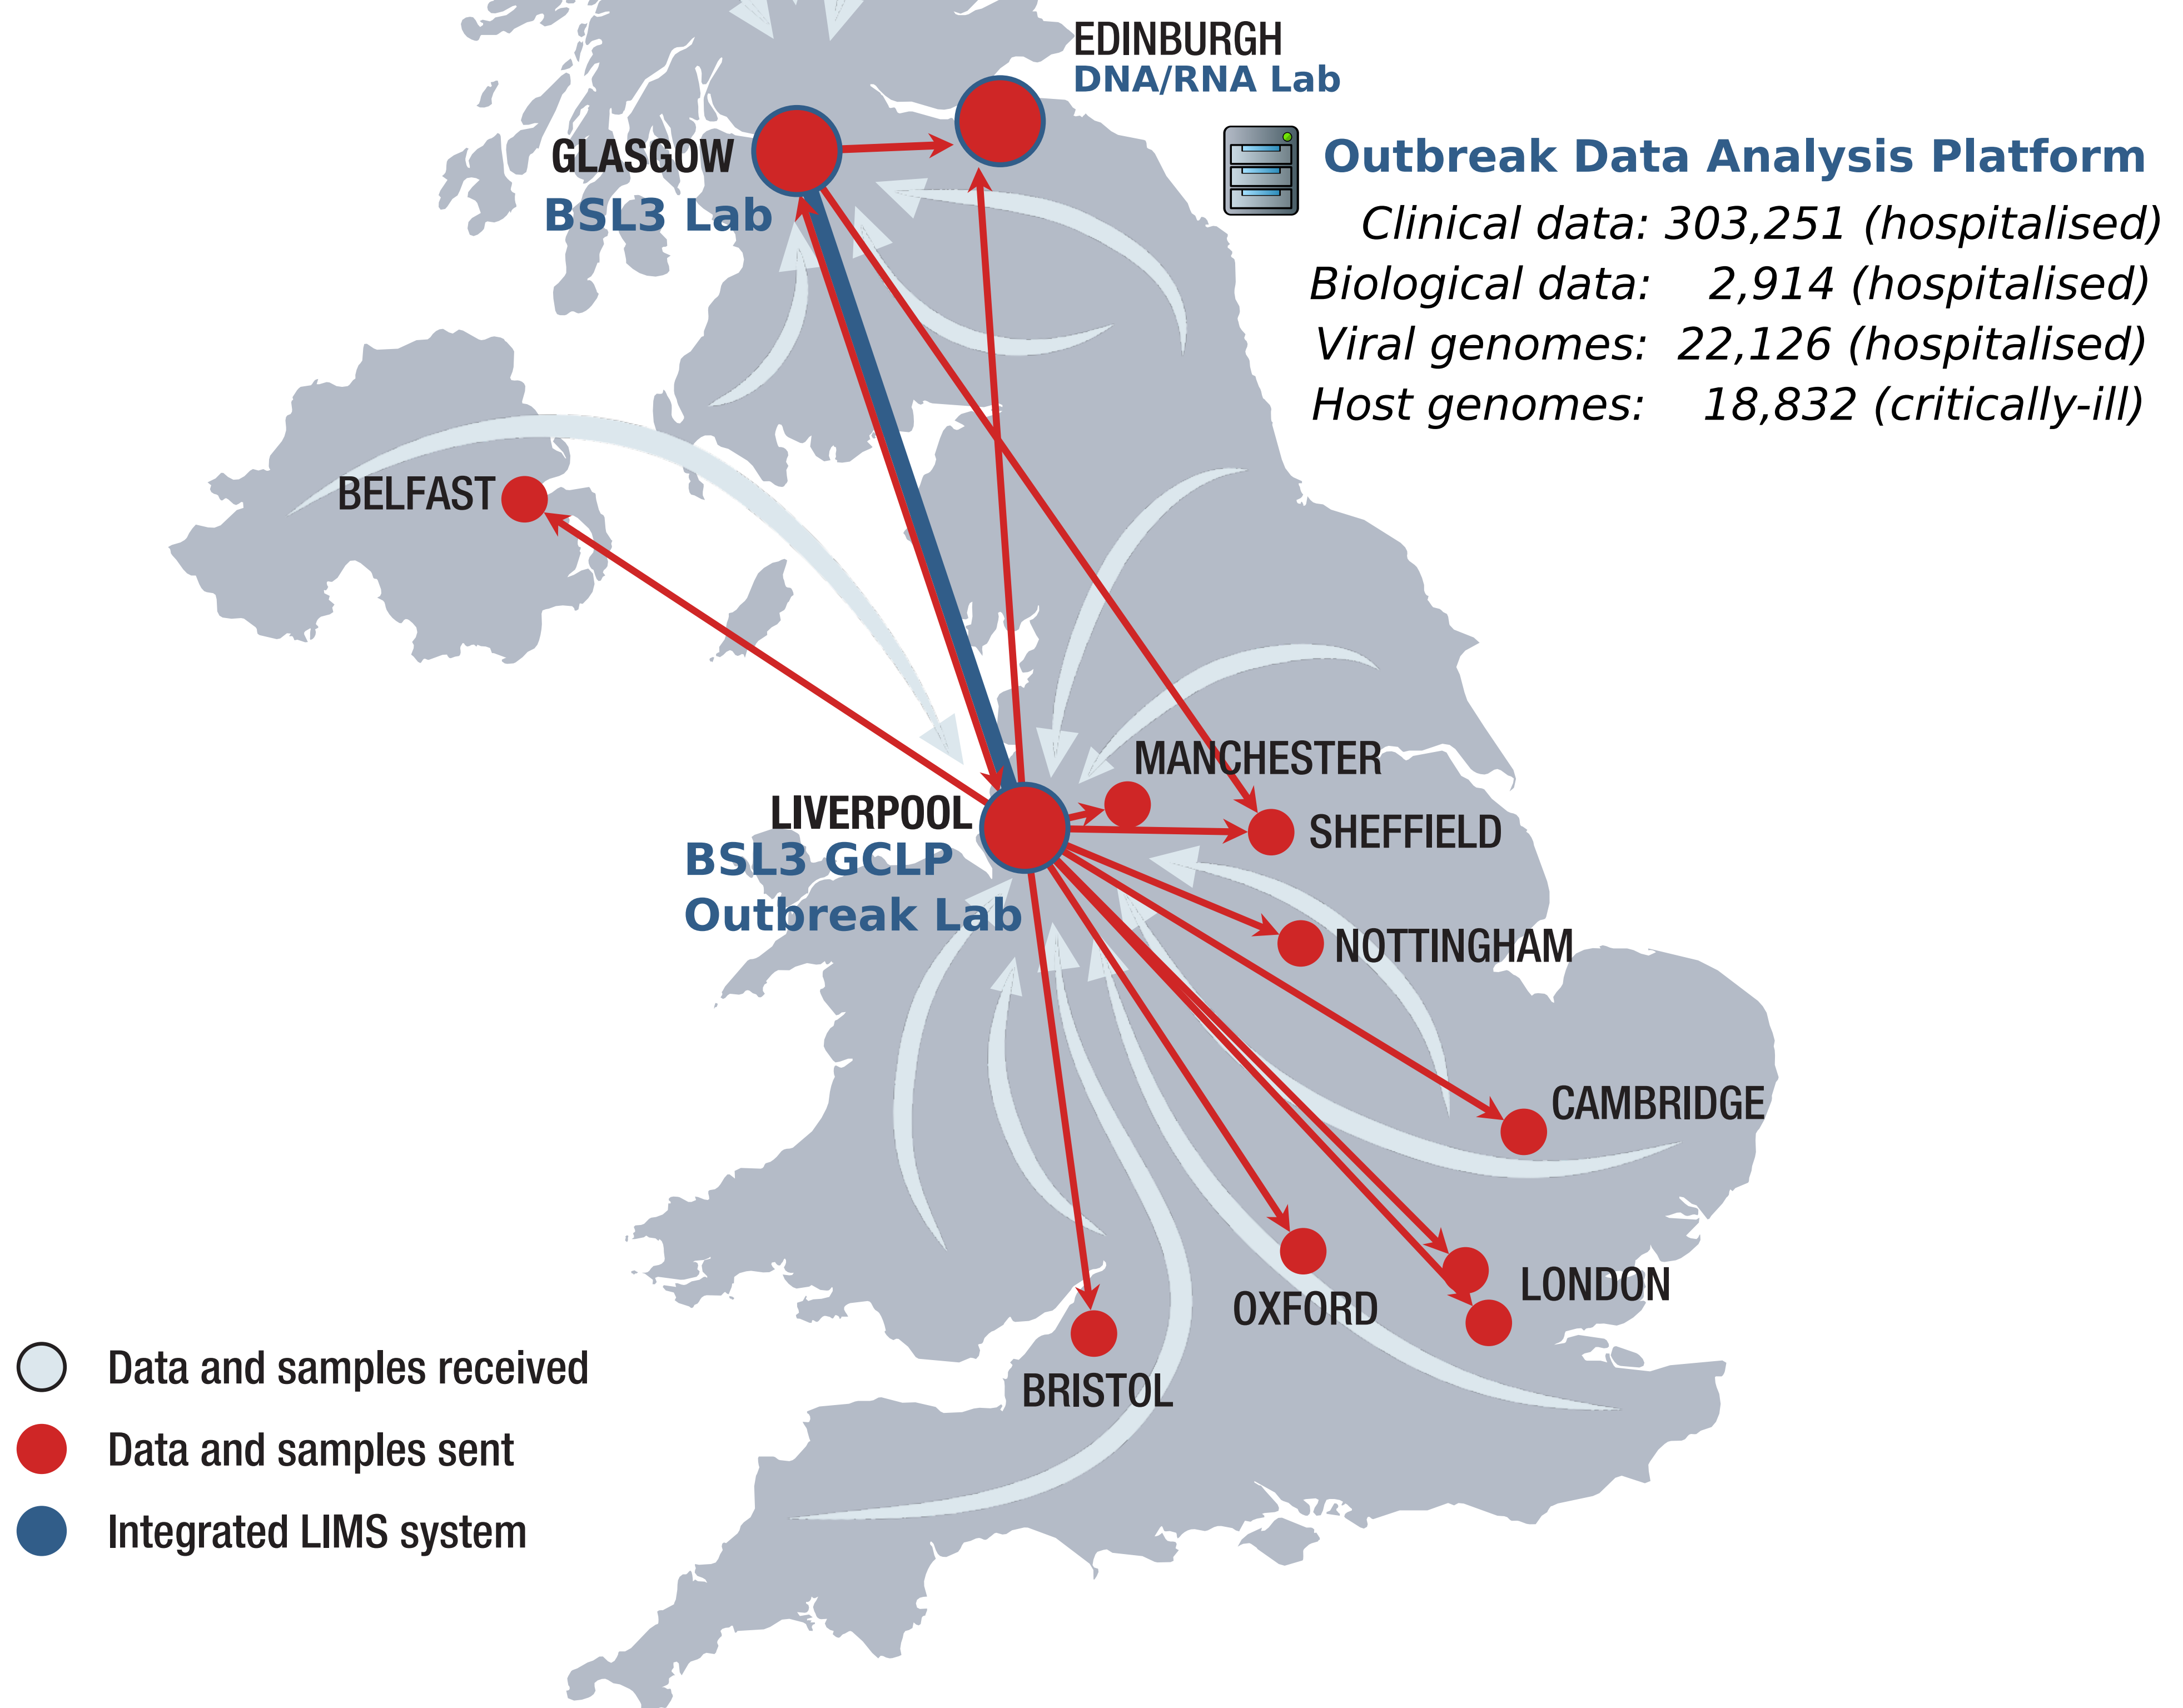 EDINBURGH
DNA/RNA Lab
GLASGOW
BSL3 Lab
Outbreak Data Analysis Platform
Clinical data: 303,251 (hospitalised)
Biological data: 2,914 (hospitalised)
Viral genomes: 22,126 (hospitalised)
Host genomes: 18,832 (critically-ill)
BELFAST
MANCHESTER
LIVERPOOL
BSL3 GCLP
Outbreak Lab
SHEFFIELD
NOTTINGHAM
CAMBRIDGE
LONDON
OXFORD
BRISTOL
Data and samples received
Data and samples sent
Integrated LIMS system